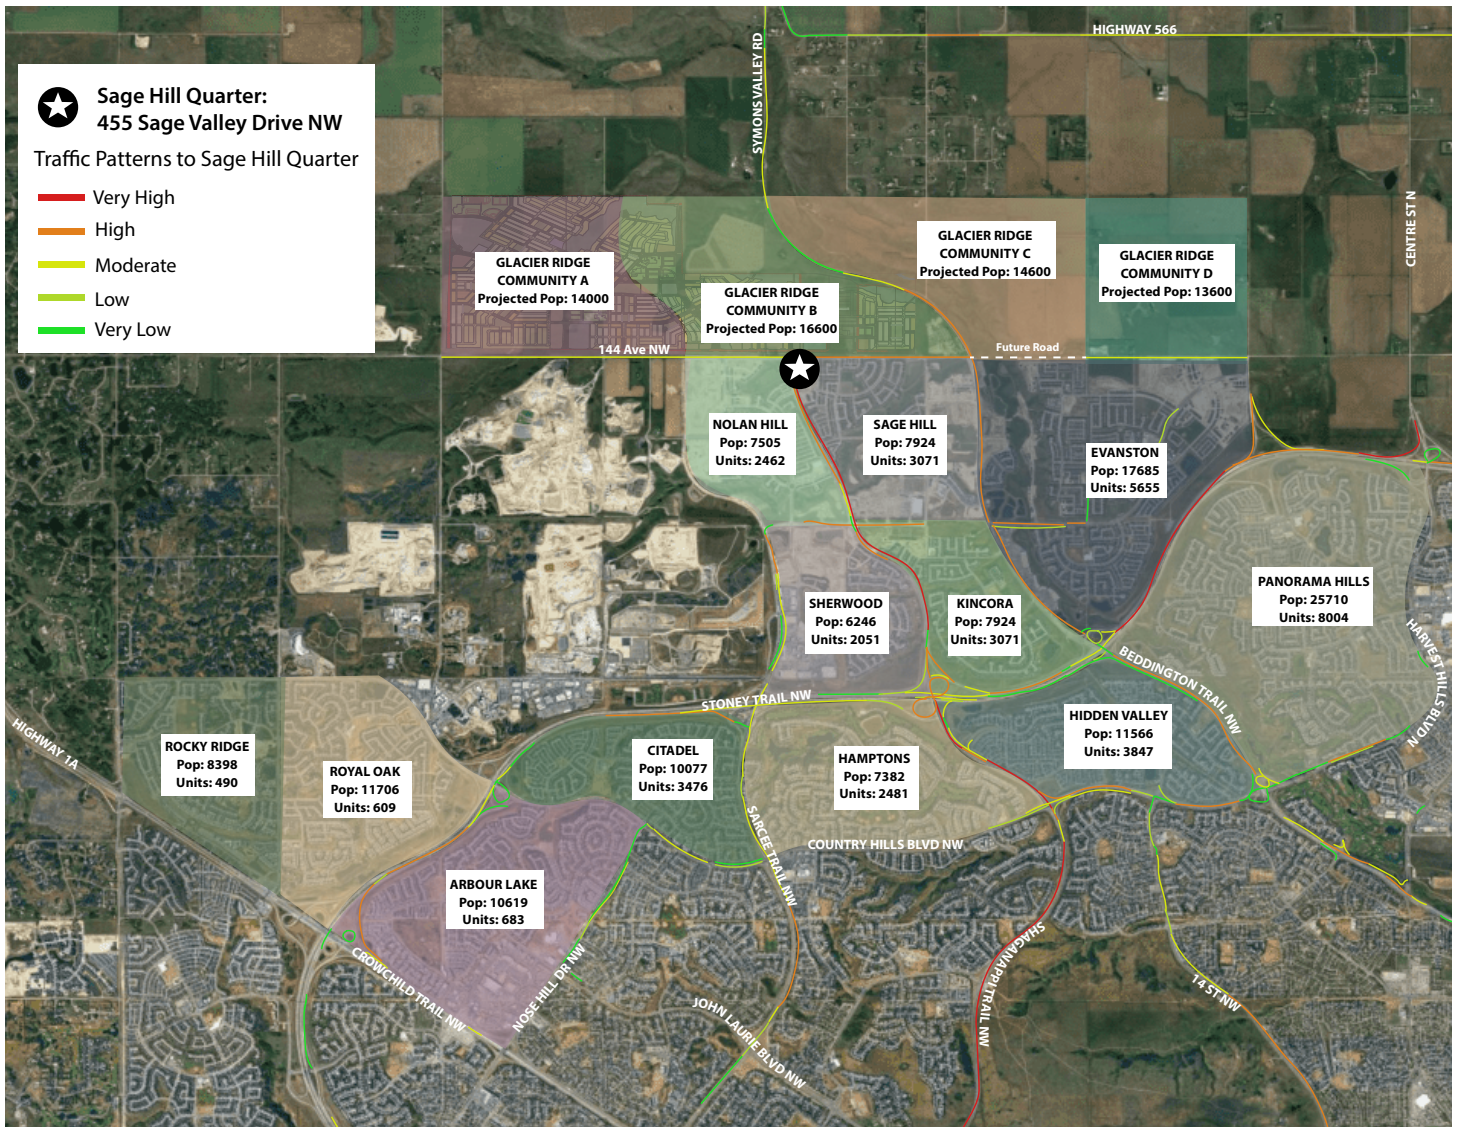 Sage Hill Quarter:
455 Sage Valley Drive NW
Traffic Patterns to Sage Hill Quarter
Very High
High
Moderate
Low
Very Low
HIGHWAY 566
SYMONS VALLEY RD
CENTRE ST N
GLACIER RIDGE
COMMUNITY A
Projected Pop: 14000
GLACIER RIDGE
COMMUNITY B
Projected Pop: 16600
GLACIER RIDGE
COMMUNITY C
Projected Pop: 14600
GLACIER RIDGE
COMMUNITY D
Projected Pop: 13600
144 Ave NW
Future Road
NOLAN HILL
Pop: 7505
Units: 2462
SAGE HILL
Pop: 7924
Units: 3071
EVANSTON
Pop: 17685
Units: 5655
SHERWOOD
Pop: 6246
Units: 2051
KINCORA
Pop: 7924
Units: 3071
PANORAMA HILLS
Pop: 25710
Units: 8004
HARVEST HILLS BLVD N
BEDDINGTON TRAIL NW
STONEY TRAIL NW
HIGHWAY 1A
ROCKY RIDGE
Pop: 8398
Units: 490
ROYAL OAK
Pop: 11706
Units: 609
CITADEL
Pop: 10077
Units: 3476
HAMPTONS
Pop: 7382
Units: 2481
HIDDEN VALLEY
Pop: 11566
Units: 3847
SARCEE TRAIL NW
COUNTRY HILLS BLVD NW
ARBOUR LAKE
Pop: 10619
Units: 683
CROWCHILD TRAIL NW
NOSE HILL DR NW
JOHN LAURIE BLVD NW
SHAGANAPPI TRAIL NW
14 ST NW